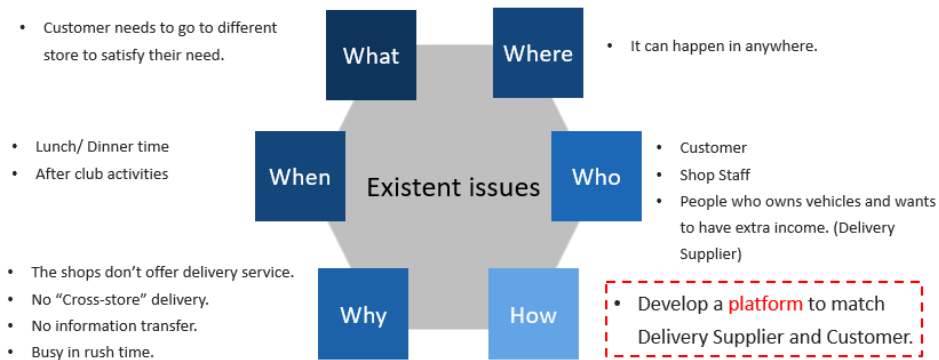 • Customer needs to go to different
store to satisfy their need.
What
Where
• It can happen in anywhere.
• Lunch/ Dinner time
• After club activities
When
Existent issues
Who
• Customer
• Shop Staff
• People who owns vehicles and wants
to have extra income. (Delivery
Supplier)
• The shops don’t offer delivery service.
• No “Cross-store” delivery.
• No information transfer.
• Busy in rush time.
Why
How
• Develop a platform to match
Delivery Supplier and Customer.